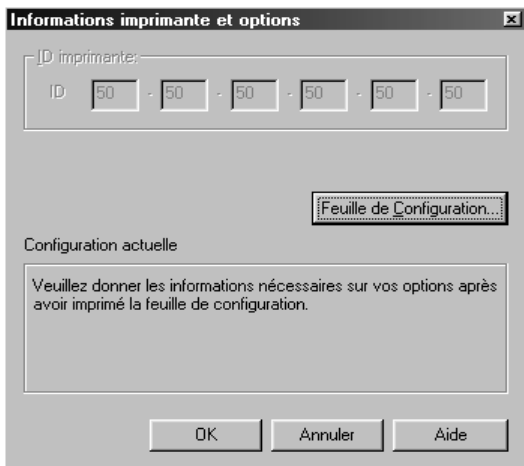 Informations imprimante et options
ID imprimante:
ID 50 - 50 - 50 - 50 - 50 - 50
Feuille de Configuration...
Configuration actuelle
Veuillez donner les informations nécessaires sur vos options après
avoir imprimé la feuille de configuration.
OK Annuler Aide